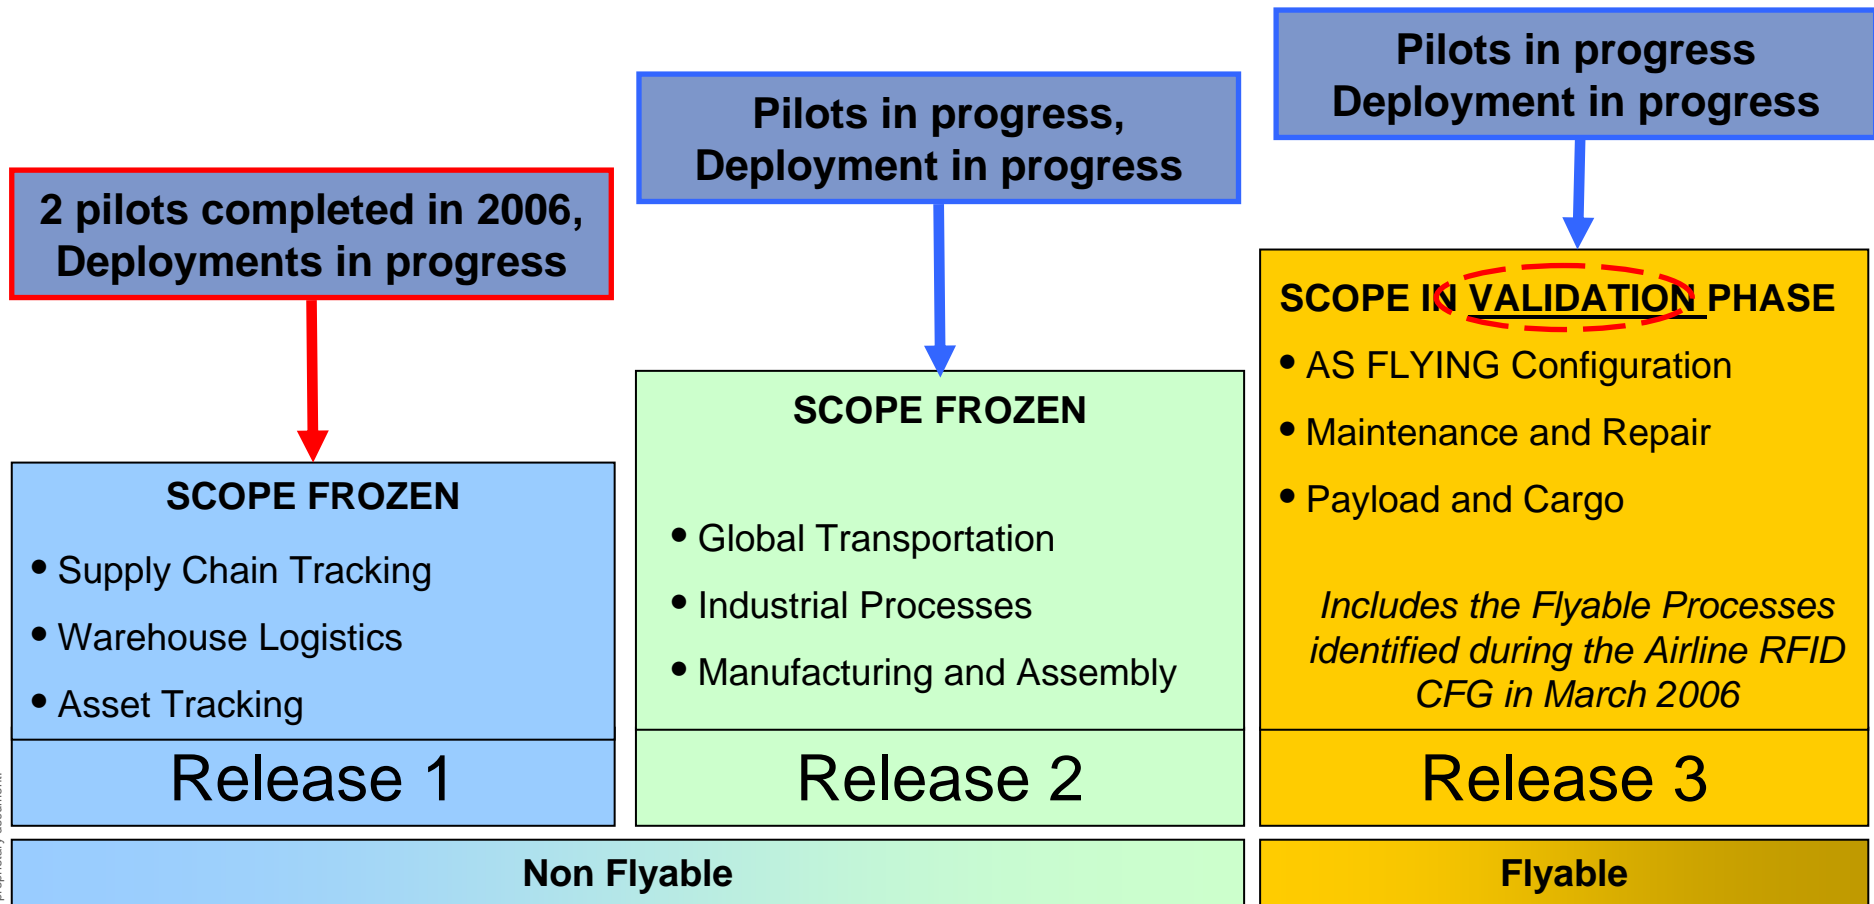 Pilots in progress
Deployment in progress
Pilots in progress,
Deployment in progress
2 pilots completed in 2006,
Deployments in progress
SCOPE FROZEN
• Supply Chain Tracking
• Warehouse Logistics
• Asset Tracking
Release 1
SCOPE FROZEN
• Global Transportation
• Industrial Processes
• Manufacturing and Assembly
Release 2
SCOPE IN VALIDATION PHASE
• AS FLYING Configuration
• Maintenance and Repair
• Payload and Cargo
Includes the Flyable Processes
identified during the Airline RFID
CFG in March 2006
Release 3
Non Flyable
Flyable